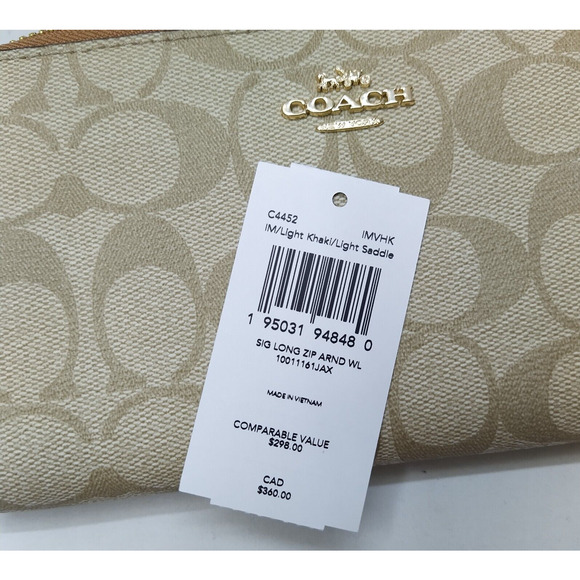 COACH
C4452 IMVHK
IM/Light Khaki/Light Saddle
1 95031 94848 0
SIG LONG ZIP ARND WL
10011161JAX
MADE IN VIETNAM
COMPARABLE VALUE
$298.00
CAD
$360.00